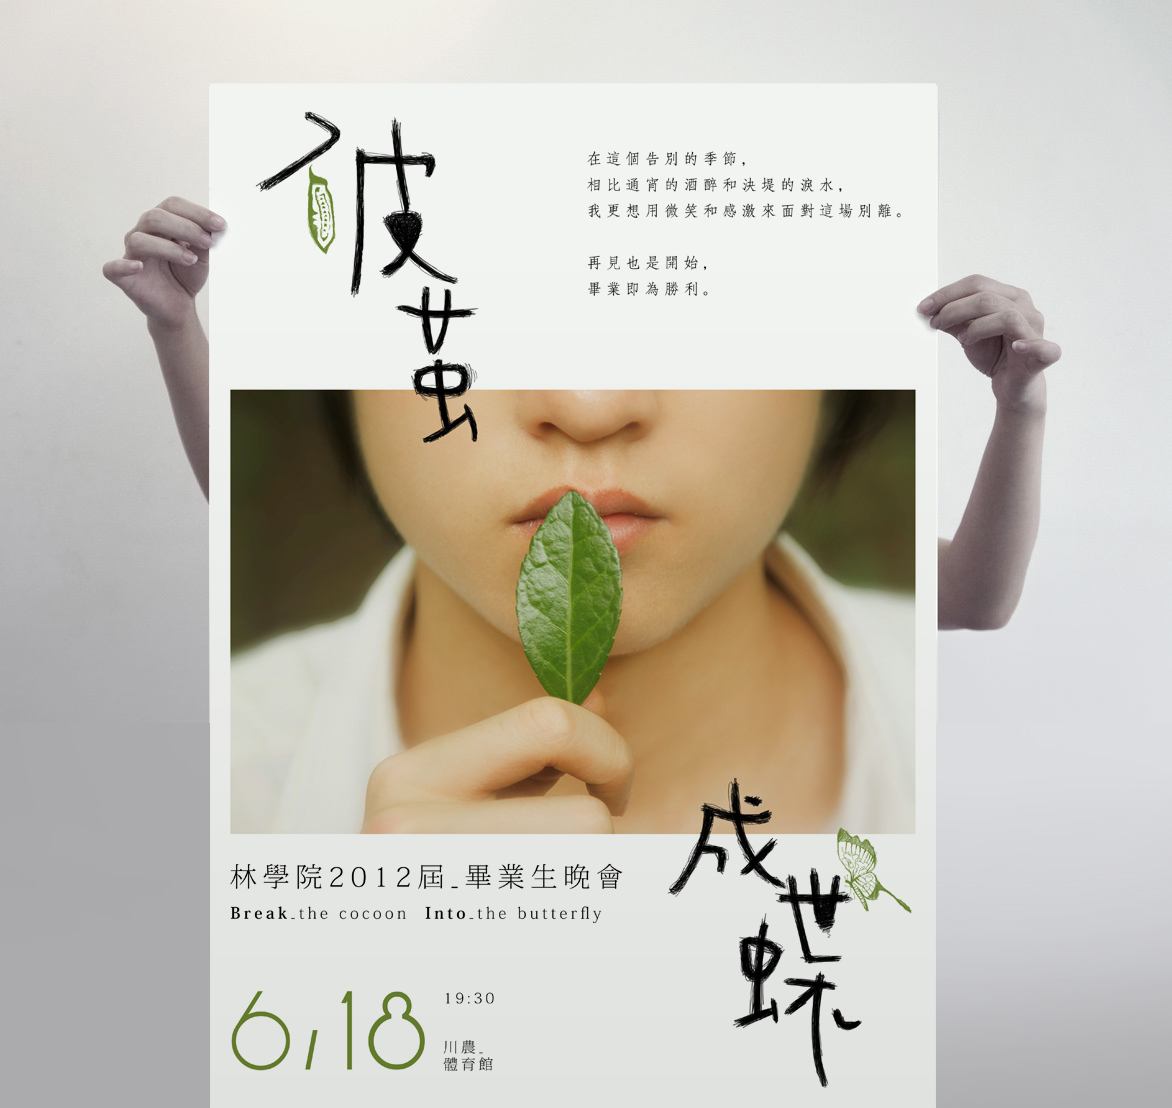 彼茧
在這個告別的季節，
相比通宵的酒醉和決堤的淚水，
我更想用微笑和感激來面對這場別離。
再見也是開始，
畢業即為勝利。
成蝶
林學院2012屆_畢業生晚會
Break_the cocoon Into_the butterfly
6/18
19:30
川農_
體育館